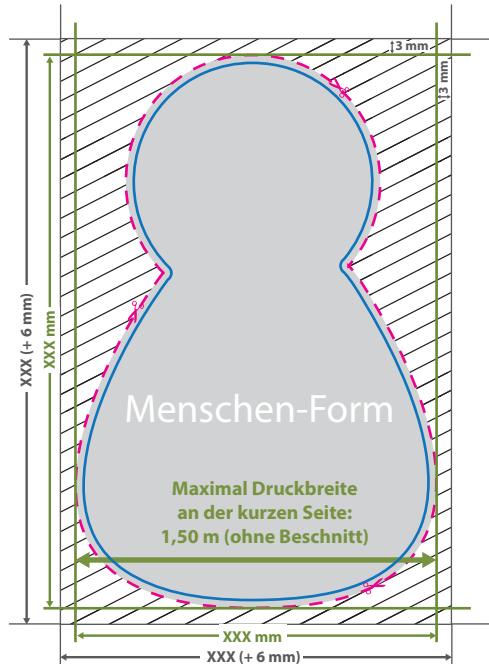 3 mm
3 mm
XXX (+ 6 mm)
XXX mm
Menschen-Form
Maximal Druckbreite
an der kurzen Seite:
1,50 m (ohne Beschnitt)
XXX mm
XXX (+ 6 mm)